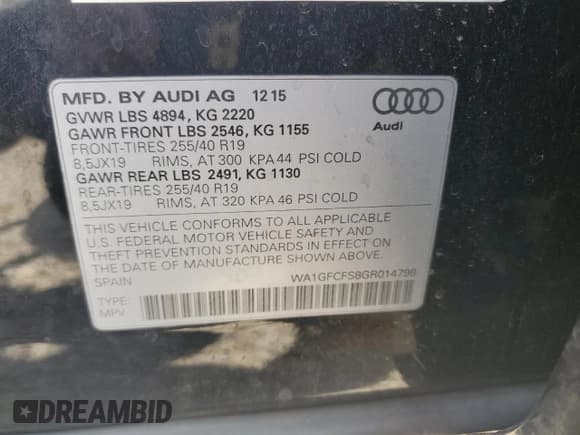 MFD. BY AUDI AG 12 15
GVWR LBS 4894, KG 2220
GAWR FRONT LBS 2546, KG 1155
FRONT-TIRES 255/40 R19
8,5JX19 RIMS, AT 300 KPA 44 PSI COLD
GAWR REAR LBS 2491, KG 1130
REAR-TIRES 255/40 R19
8,5JX19 RIMS, AT 320 KPA 46 PSI COLD
Audi
THIS VEHICLE CONFORMS TO ALL APPLICABLE
U.S. FEDERAL MOTOR VEHICLE SAFETY AND
THEFT PREVENTION STANDARDS IN EFFECT ON
THE DATE OF MANUFACTURE SHOWN ABOVE.
SPAIN WA1GFCFS8GR014796
TYPE:
MPV
DREAMBID